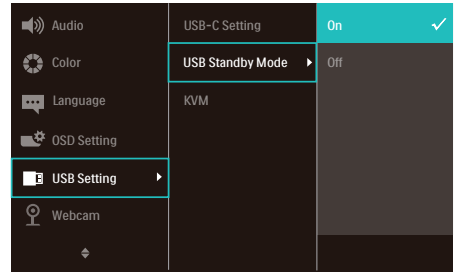 Audio
Color
Language
OSD Setting
USB Setting
Webcam
USB-C Setting
USB Standby Mode
KVM
On
Off